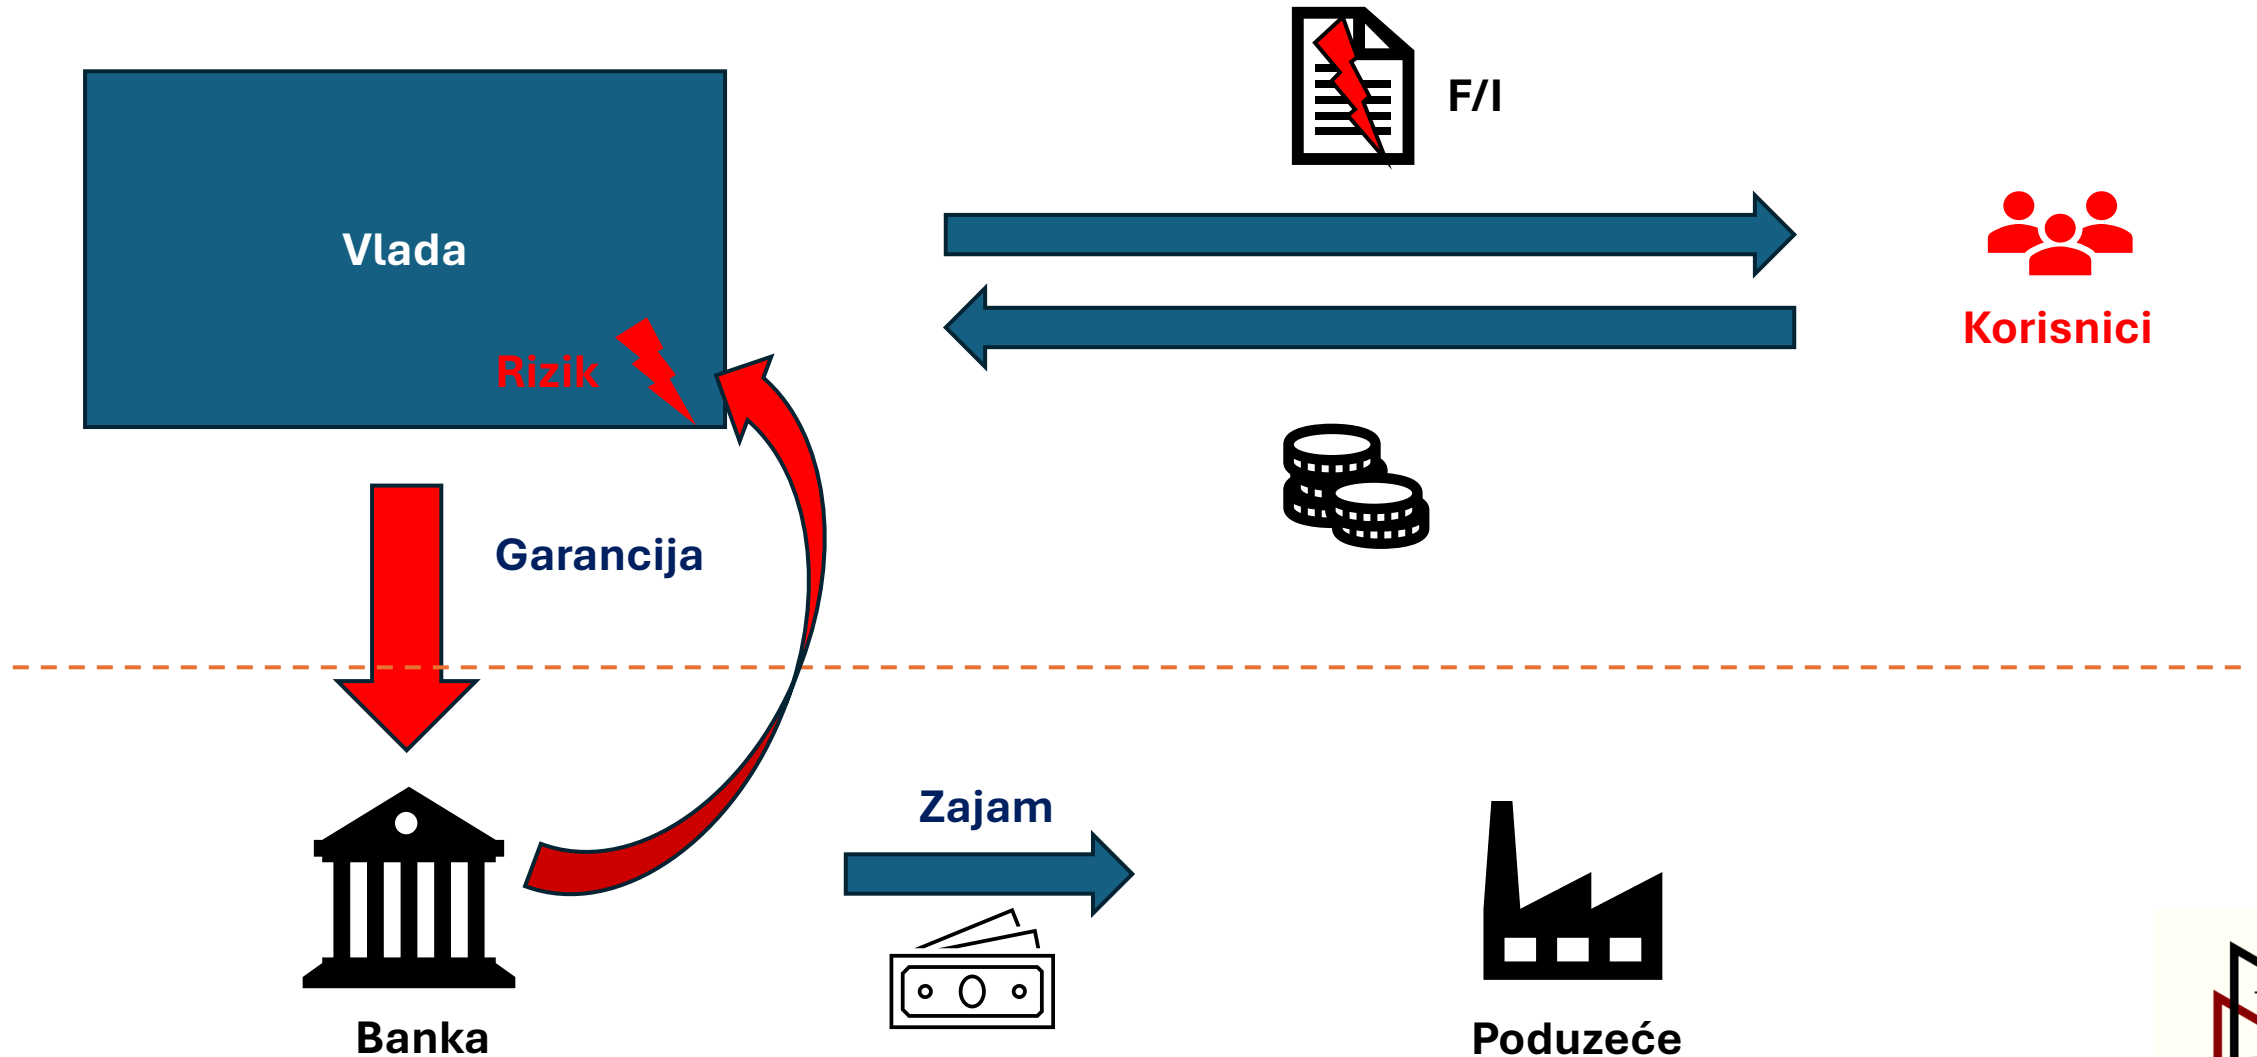 F/I
Vlada
Korisnici
Rizik
Garancija
Zajam
Banka
Poduzeće